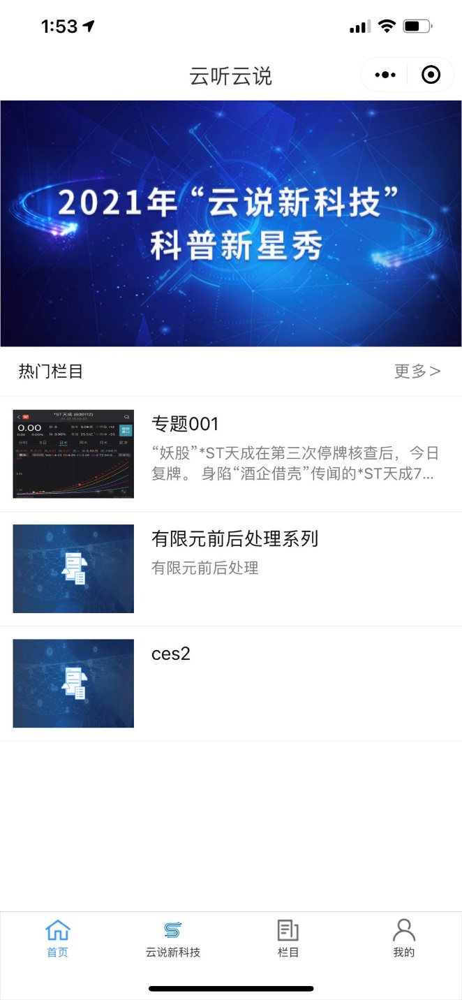 1:53
云听云说
2021年“云说新科技”
科普新星秀
热门栏目
更多>
*ST天成 (600112)
0.00
专题001
“妖股”*ST天成在第三次停牌核查后，今日
复牌。 身陷“酒企借壳”传闻的*ST天成7...
有限元前后处理系列
有限元前后处理
ces2
首页
云说新科技
栏目
我的